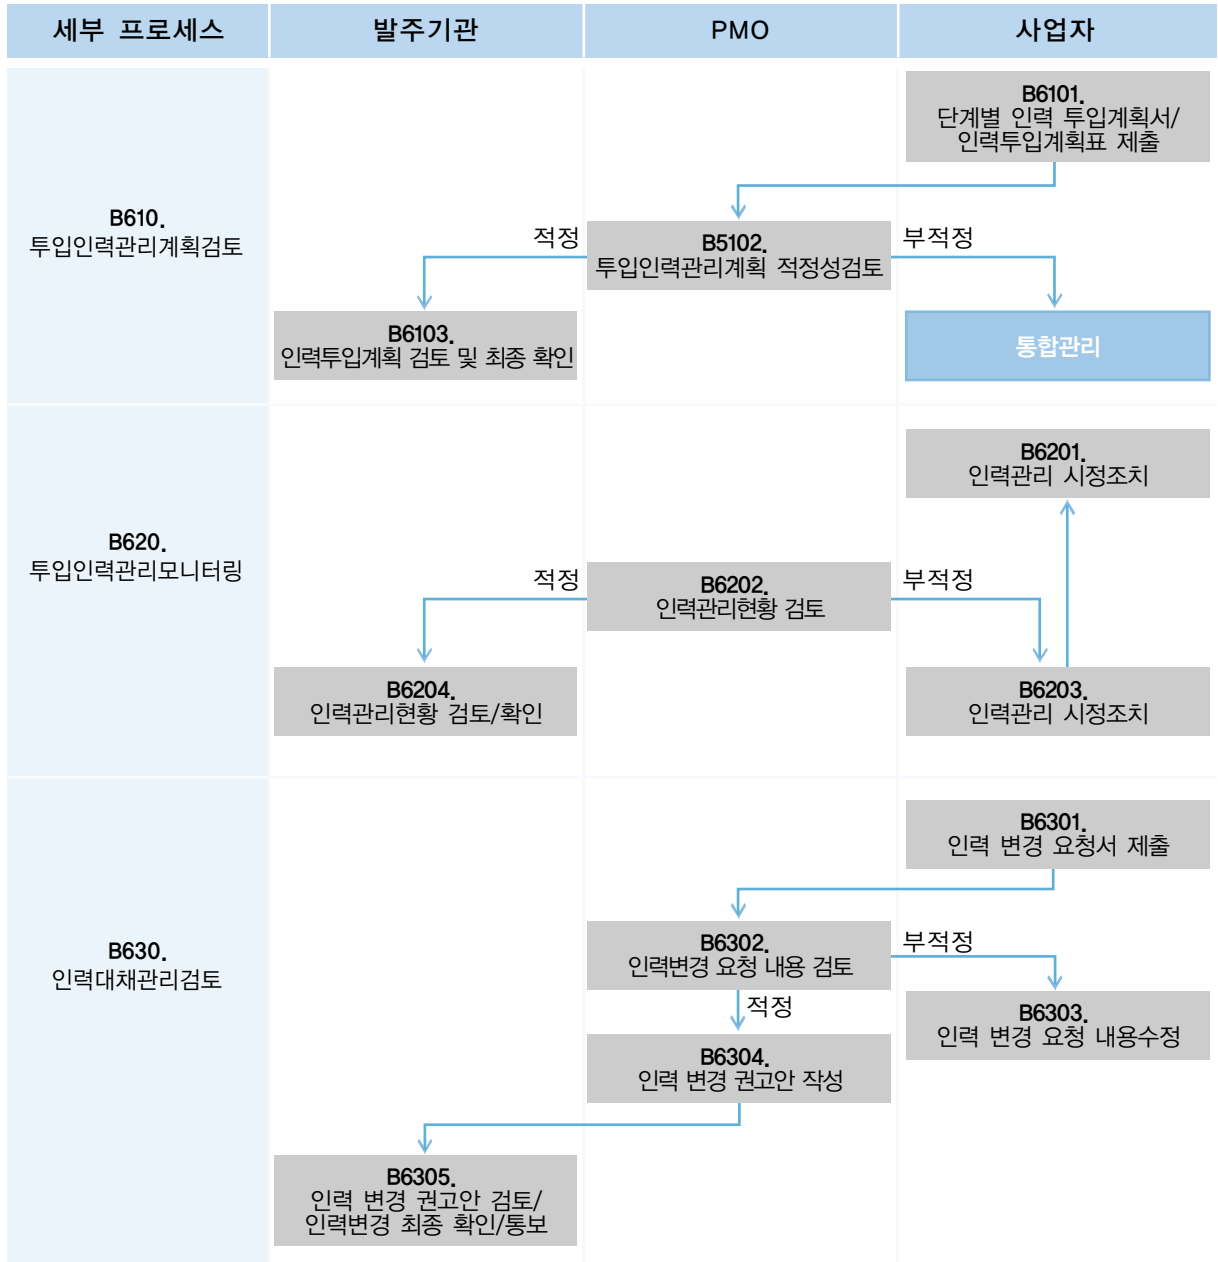 세부 프로세스
발주기관
PMO
사업자
B610.
투입인력관리계획검토
B6101.
단계별 인력 투입계획서/
인력투입계획표 제출
적정
B5102.
투입인력관리계획 적정성검토
부적정
B6103.
인력투입계획 검토 및 최종 확인
통합관리
B620.
투입인력관리모니터링
B6201.
인력관리 시정조치
적정
B6202.
인력관리현황 검토
부적정
B6204.
인력관리현황 검토/확인
B6203.
인력관리 시정조치
B630.
인력대채관리검토
B6301.
인력 변경 요청서 제출
B6302.
인력변경 요청 내용 검토
부적정
적정
B6303.
인력 변경 요청 내용수정
B6304.
인력 변경 권고안 작성
B6305.
인력 변경 권고안 검토/
인력변경 최종 확인/통보